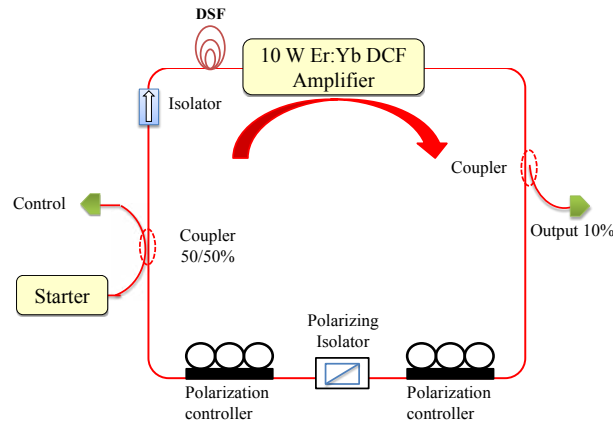 DSF
10 W Er:Yb DCF
Amplifier
Isolator
Coupler
Control
Output 10%
Coupler
50/50%
Starter
Polarizing
Isolator
Polarization
controller
Polarization
controller